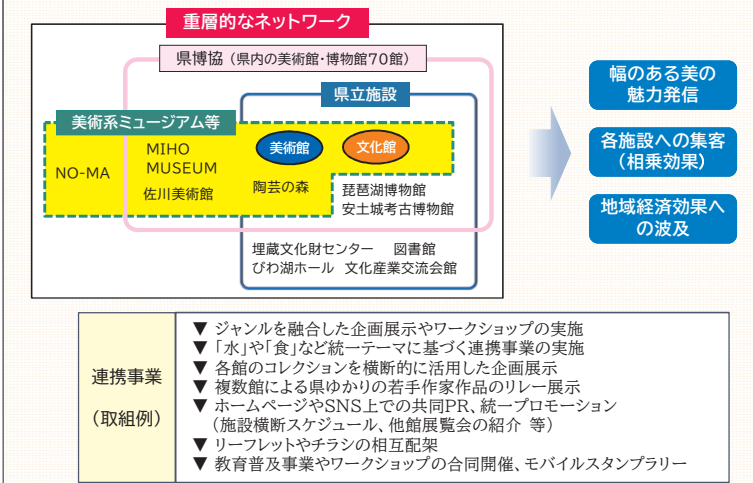 重層的なネットワーク
県博協（県内の美術館・博物館70館）
県立施設
美術系ミュージアム等
NO-MA
MIHO
MUSEUM
佐川美術館
美術館
文化館
陶芸の森
琵琶湖博物館
安土城考古博物館
埋蔵文化財センター 図書館
びわ湖ホール 文化産業交流会館
幅のある美の
魅力発信
各施設への集客
（相乗効果）
地域経済効果へ
の波及
連携事業
（取組例）
▼ ジャンルを融合した企画展示やワークショップの実施
▼「水」や「食」など統一テーマに基づく連携事業の実施
▼ 各館のコレクションを横断的に活用した企画展示
▼ 複数館による県ゆかりの若手作家作品のリレー展示
▼ ホームページやSNS上での共同PR、統一プロモーション
（施設横断スケジュール、他館展覧会の紹介 等）
▼ リーフレットやチラシの相互配架
▼ 教育普及事業やワークショップの合同開催、モバイルスタンプラリー